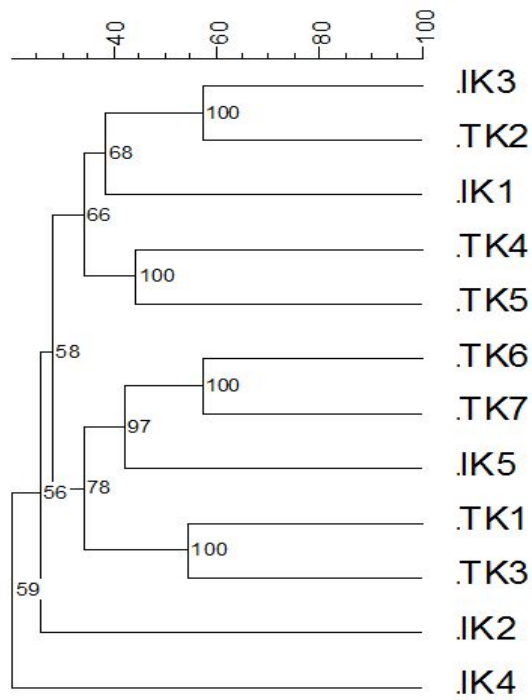 40 60 80 100
.IK3
100
.TK2
68
.IK1
66
.TK4
100
.TK5
58
.TK6
100
.TK7
97
.IK5
56 78
.TK1
100
.TK3
59
.IK2
.IK4